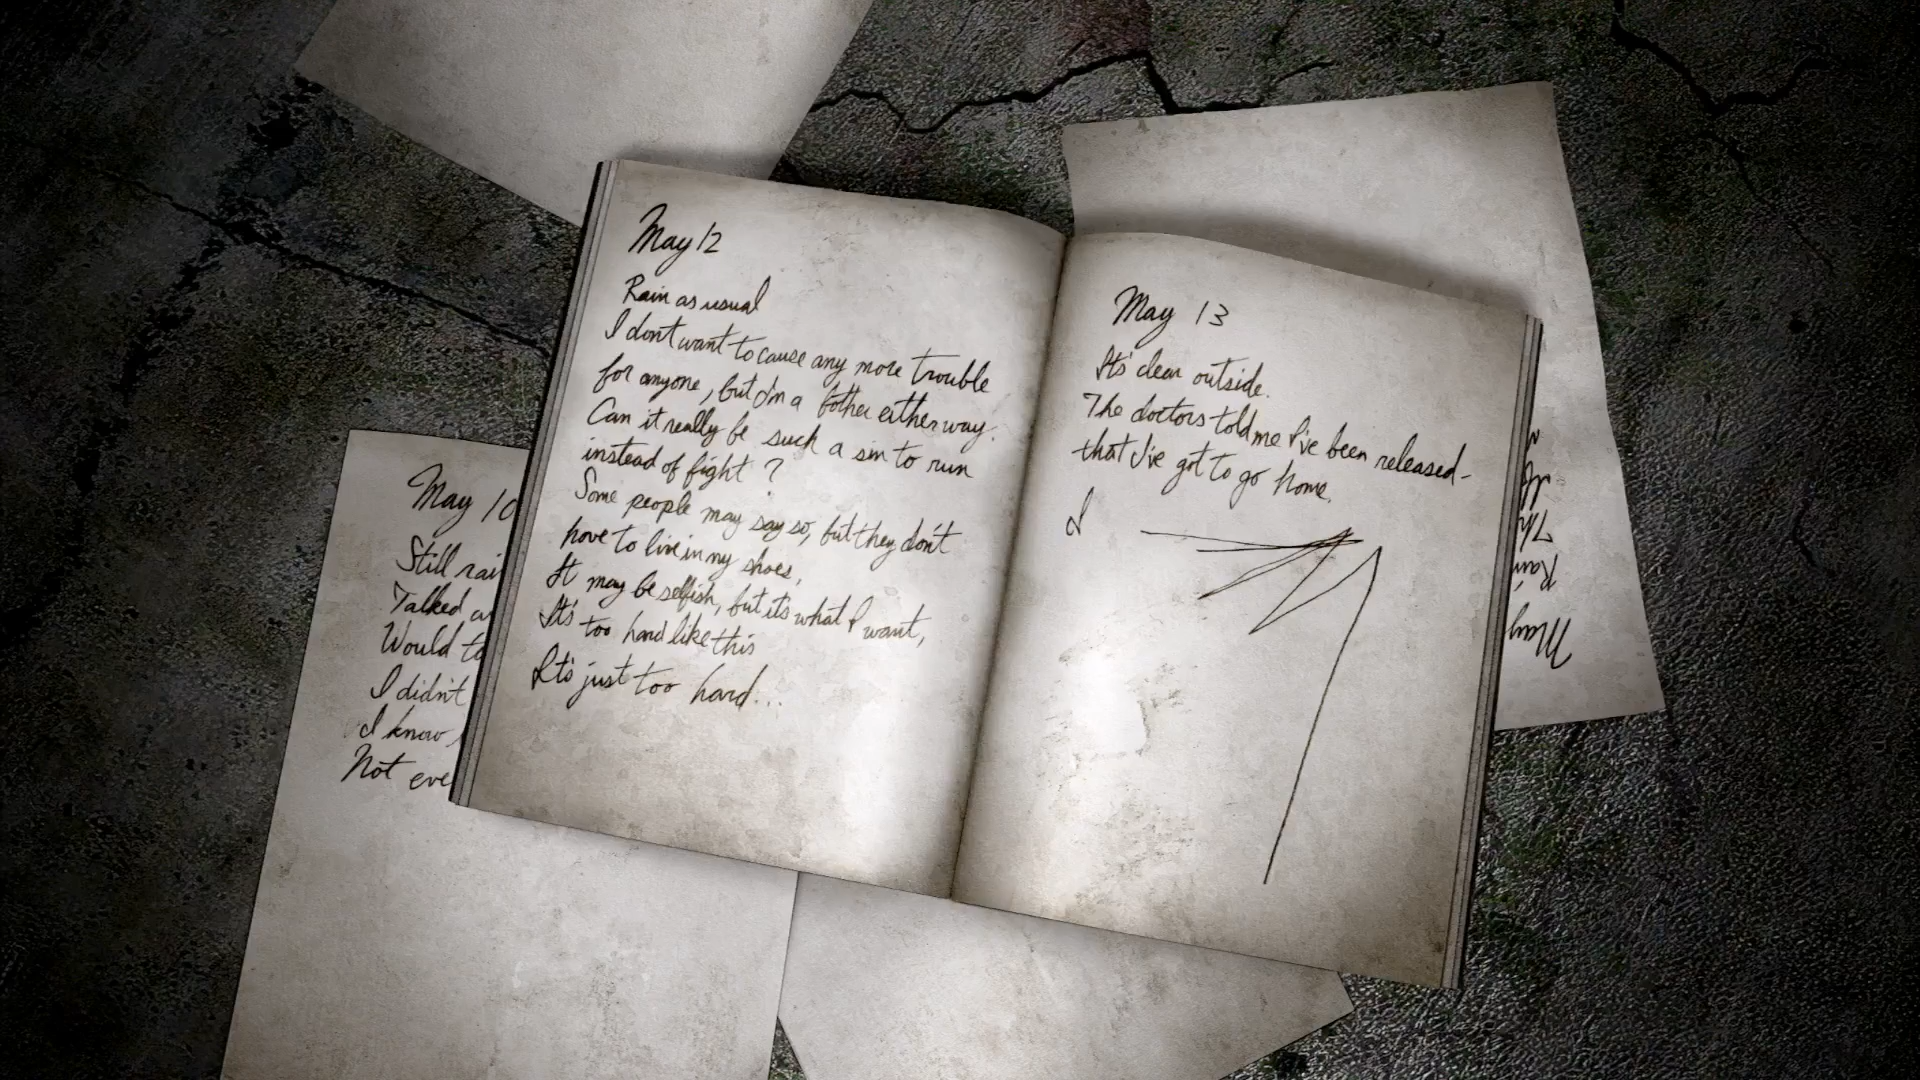 May 12
Rain as usual
I don't want to cause any more trouble
for anyone, but I'm a bother either way.
Can it really be such a sin to run
instead of fight?
Some people may say so, but they don't
have to live in my shoes.
It may be selfish, but it's what I want,
It's too hard like this
It's just too hard...
May 13
It's clear outside.
The doctors told me I've been released-
that I've got to go home.
I
May 10
Still rai
Talked
Would to
I didn't
I know,
Not eve
May
Rain